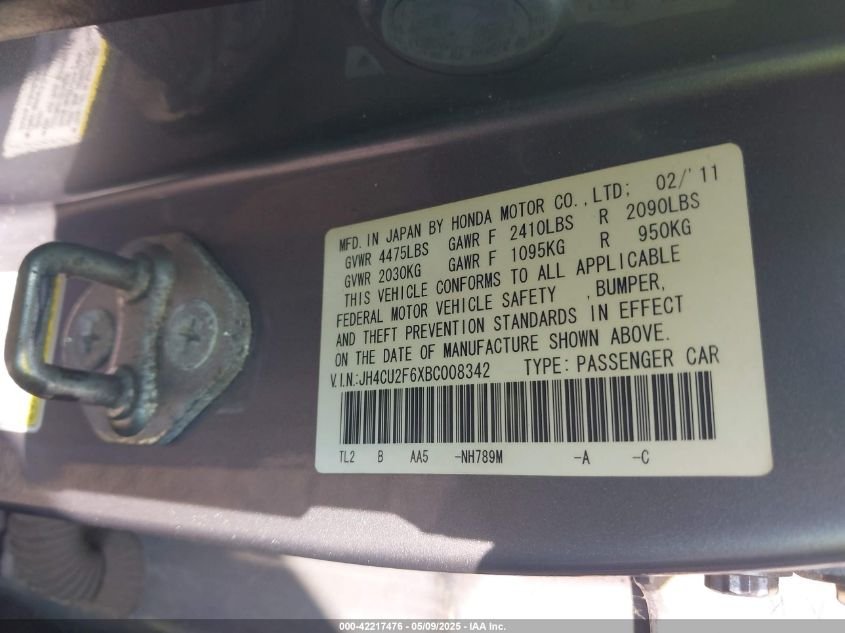 MFD. IN JAPAN BY HONDA MOTOR CO., LTD: 02/'11
GVWR 4475LBS GAWR F 2410LBS R 2090LBS
GVWR 2030KG GAWR F 1095KG R 950KG
THIS VEHICLE CONFORMS TO ALL APPLICABLE
FEDERAL MOTOR VEHICLE SAFETY ,BUMPER,
AND THEFT PREVENTION STANDARDS IN EFFECT
ON THE DATE OF MANUFACTURE SHOWN ABOVE.
V.I.N.:JH4CU2F6XBC008342 TYPE: PASSENGER CAR
TL2 B AA5 -NH789M -A -C
000-42217476 - 05/09/2025 - IAA Inc.